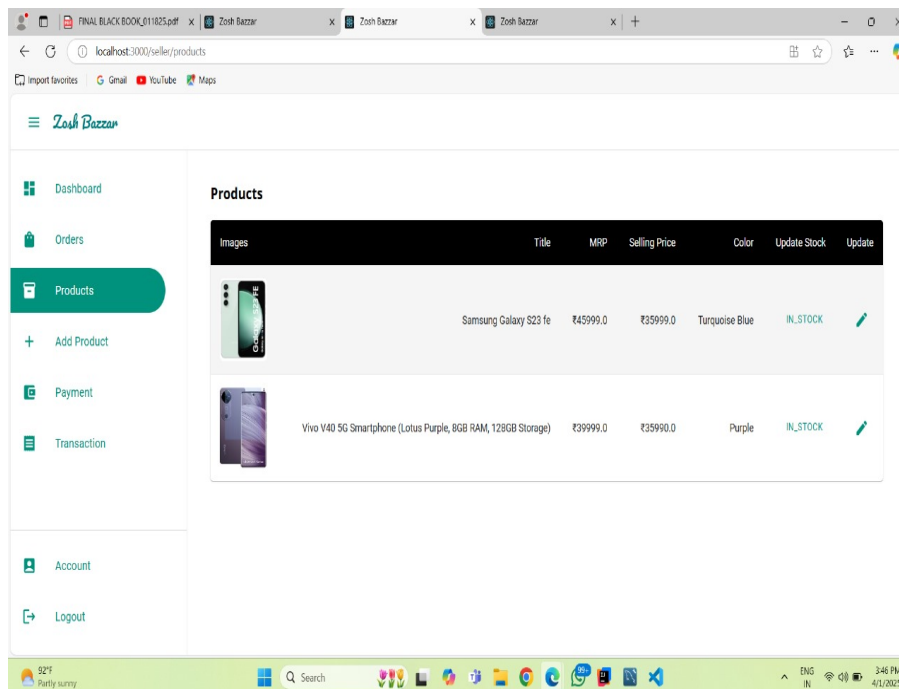 FINAL BLACK BOOK_011825.pdf
Zosh Bazzar
Zosh Bazzar
Zosh Bazzar
localhost:3000/seller/products
Import favorites
Gmail
YouTube
Maps
Zosh Bazzar
Dashboard
Orders
Products
Add Product
Payment
Transaction
Account
Logout
Products
Images Title MRP Selling Price Color Update Stock Update
Samsung Galaxy S23 fe ₹45999.0 ₹35999.0 Turquoise Blue IN_STOCK
Vivo V40 5G Smartphone (Lotus Purple, 8GB RAM, 128GB Storage) ₹39999.0 ₹35990.0 Purple IN_STOCK
92°F
Partly sunny
Search
99+
ENG
IN
3:46 PM
4/1/2025